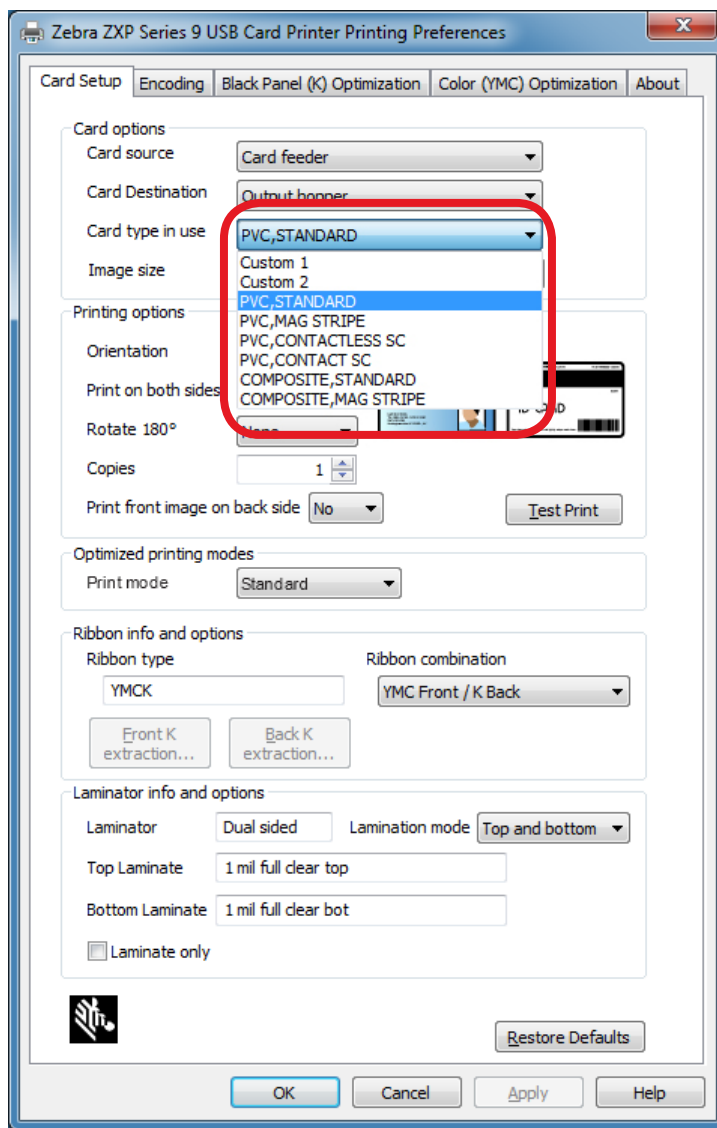 Zebra ZXP Series 9 USB Card Printer Printing Preferences
Card Setup Encoding Black Panel (K) Optimization Color (YMC) Optimization About
Card options
Card source Card feeder
Card Destination Output hopper
Card type in use PVC,STANDARD
Custom 1
Image size
Custom 2
PVC,STANDARD
Printing options
PVC,MAG STRIPE
PVC,CONTACTLESS SC
Orientation
PVC,CONTACT SC
COMPOSITE,STANDARD
Print on both sides
COMPOSITE,MAG STRIPE
ID CARD
Rotate 180° None
Copies 1
Print front image on back side No Test Print
Optimized printing modes
Print mode Standard
Ribbon info and options
Ribbon type Ribbon combination
YMCK YMC Front / K Back
Front K extraction... Back K extraction...
Laminator info and options
Laminator Dual sided Lamination mode Top and bottom
Top Laminate 1 mil full clear top
Bottom Laminate 1 mil full clear bot
Laminate only
Restore Defaults
OK Cancel Apply Help